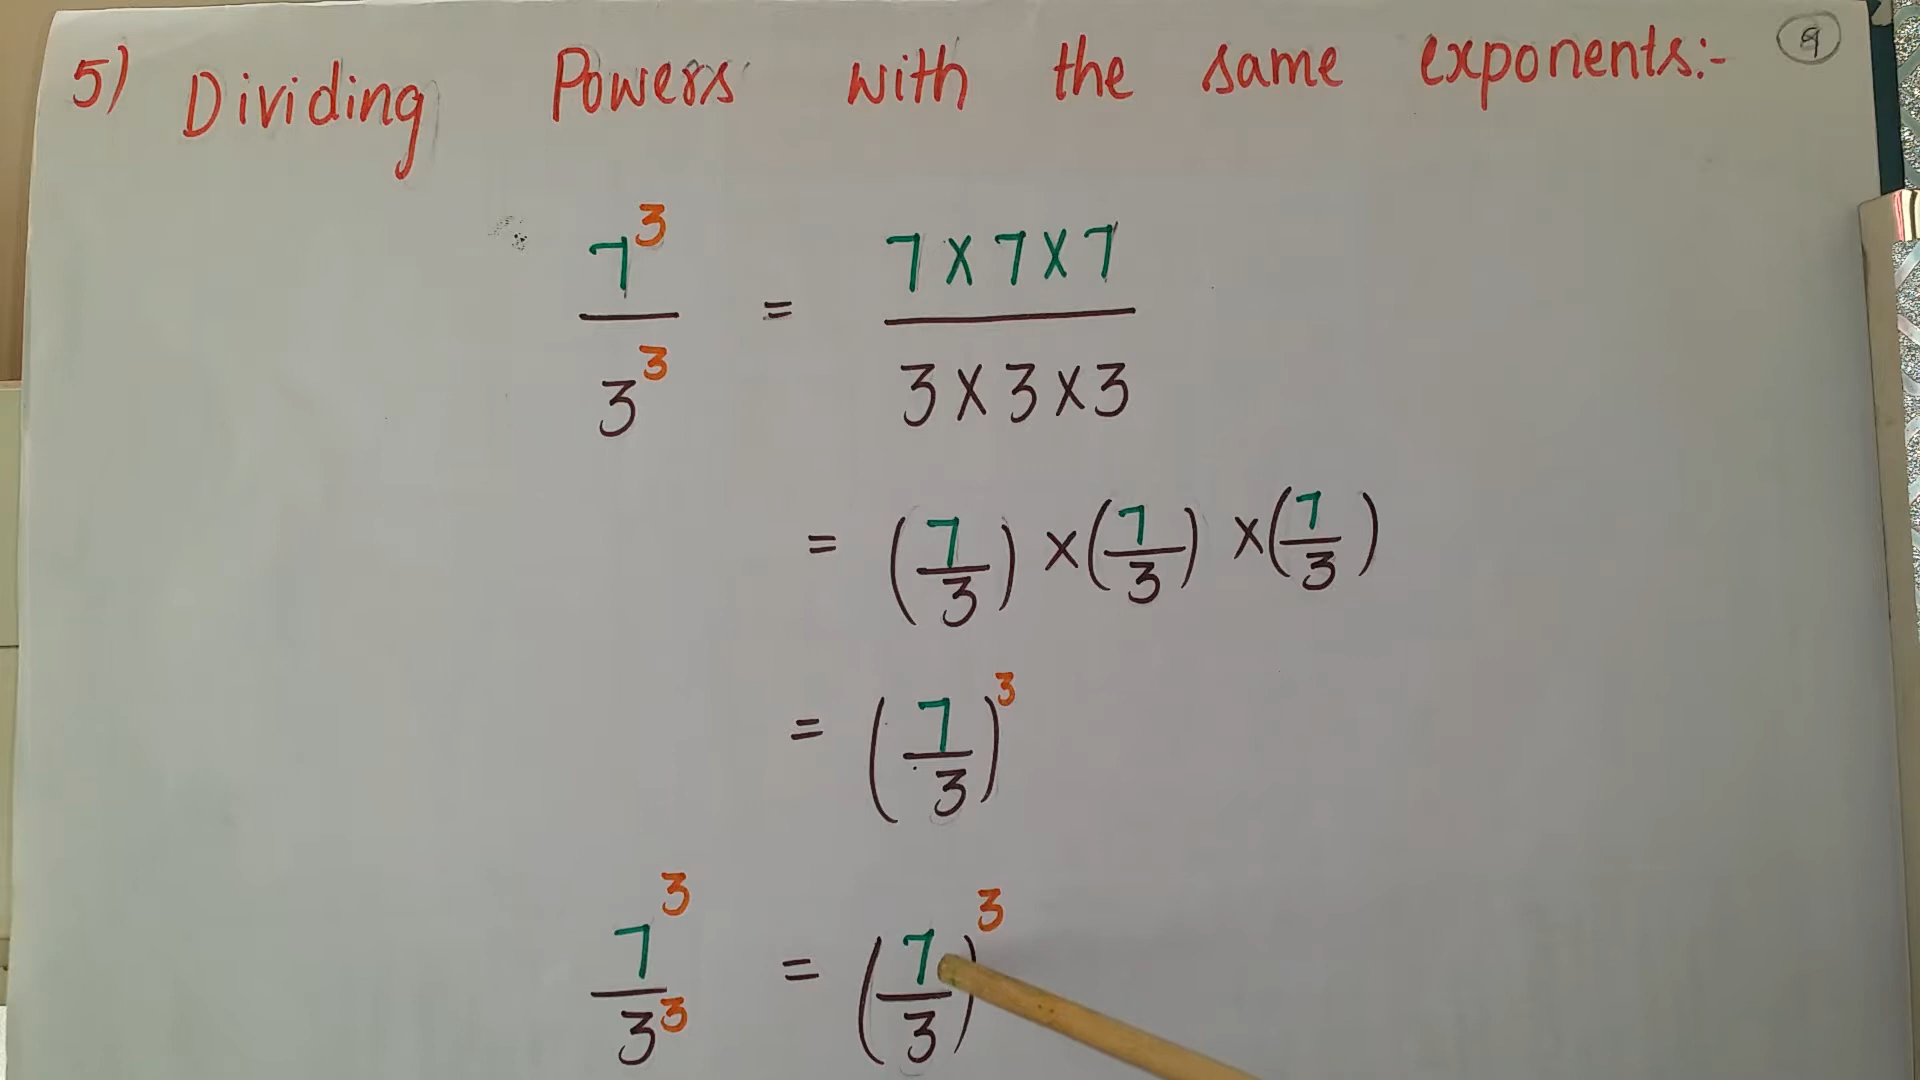 5) Dividing Powers with the same exponents:-
7³/3³ = 7×7×7/3×3×3
= (7/3) ×(7/3) ×(7/3)
= (7/3)³
7³/3³ = (7/3)³